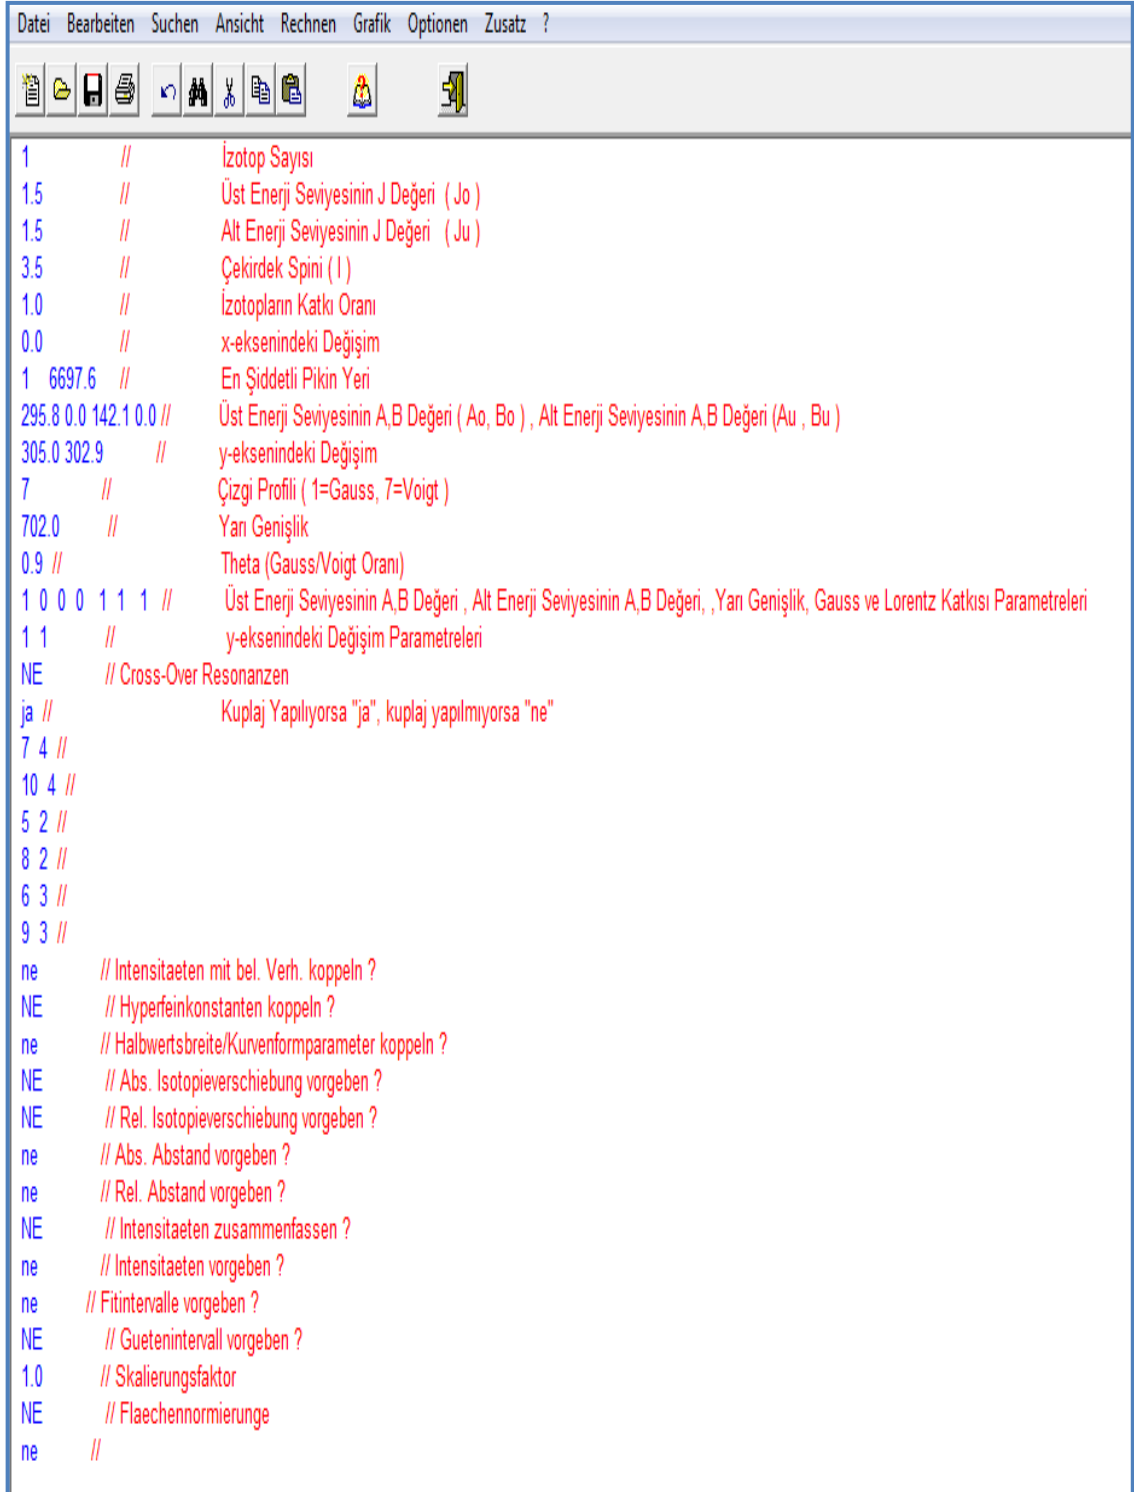 Datei Bearbeiten Suchen Ansicht Rechnen Grafik Optionen Zusatz ?
1 // İzotop Sayısı
1.5 // Üst Enerji Seviyesinin J Değeri ( Jo )
1.5 // Alt Enerji Seviyesinin J Değeri ( Ju )
3.5 // Çekirdek Spini ( I )
1.0 // İzotopların Katkı Oranı
0.0 // x-eksenindeki Değişim
1 6697.6 // En Şiddetli Pikin Yeri
295.8 0.0 142.1 0.0 // Üst Enerji Seviyesinin A,B Değeri ( Ao, Bo ) , Alt Enerji Seviyesinin A,B Değeri (Au , Bu )
305.0 302.9 // y-eksenindeki Değişim
7 // Çizgi Profili ( 1=Gauss, 7=Voigt )
702.0 // Yarı Genişlik
0.9 // Theta (Gauss/Voigt Oranı)
1 0 0 0 1 1 1 // Üst Enerji Seviyesinin A,B Değeri , Alt Enerji Seviyesinin A,B Değeri, ,Yarı Genişlik, Gauss ve Lorentz Katkısı Parametreleri
1 1 // y-eksenindeki Değişim Parametreleri
NE // Cross-Over Resonanzen
ja // Kuplaj Yapılıyorsa "ja", kuplaj yapılmıyorsa "ne"
7 4 //
10 4 //
5 2 //
8 2 //
6 3 //
9 3 //
ne // Intensitaeten mit bel. Verh. koppeln ?
NE // Hyperfeinkonstanten koppeln ?
ne // Halbwertsbreite/Kurvenformparameter koppeln ?
NE // Abs. Isotopieverschiebung vorgeben ?
NE // Rel. Isotopieverschiebung vorgeben ?
ne // Abs. Abstand vorgeben ?
ne // Rel. Abstand vorgeben ?
NE // Intensitaeten zusammenfassen ?
ne // Intensitaeten vorgeben ?
ne // Fitintervalle vorgeben ?
NE // Guetenintervall vorgeben ?
1.0 // Skalierungsfaktor
NE // Flaechennormierunge
ne //